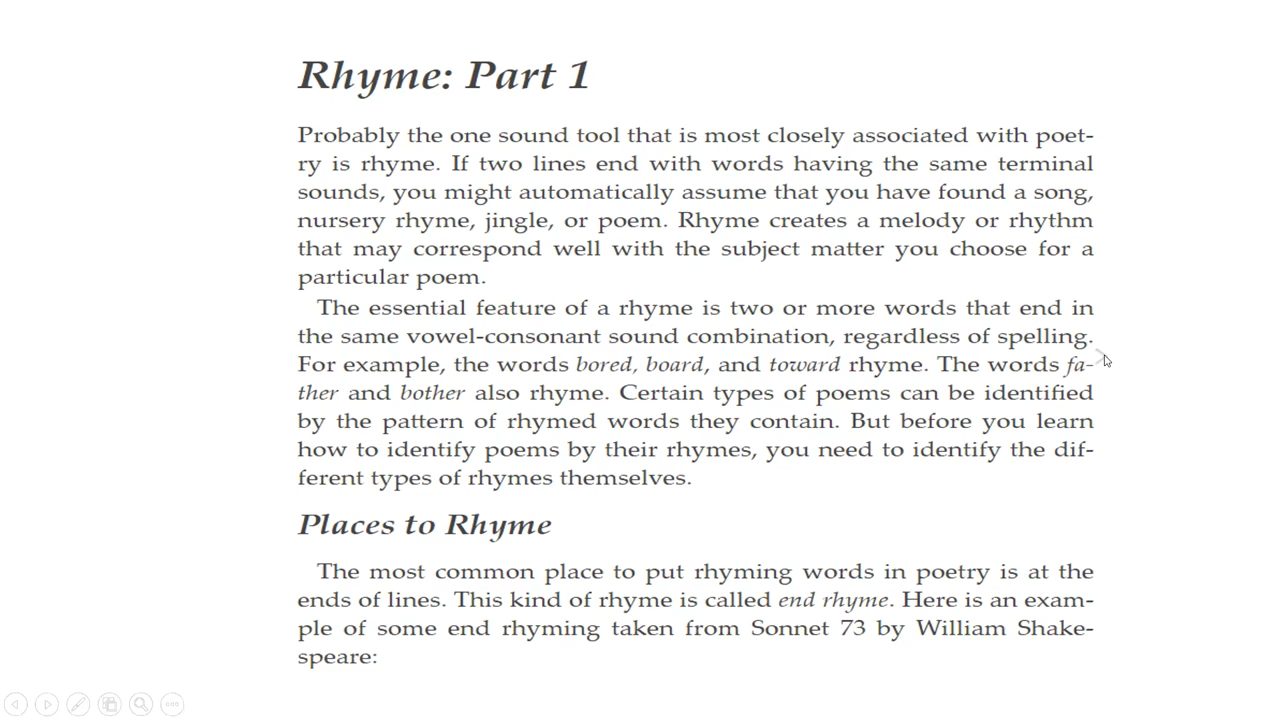 Rhyme: Part 1
Probably the one sound tool that is most closely associated with poet-
ry is rhyme. If two lines end with words having the same terminal
sounds, you might automatically assume that you have found a song,
nursery rhyme, jingle, or poem. Rhyme creates a melody or rhythm
that may correspond well with the subject matter you choose for a
particular poem.
The essential feature of a rhyme is two or more words that end in
the same vowel-consonant sound combination, regardless of spelling.
For example, the words bored, board, and toward rhyme. The words fa-
ther and bother also rhyme. Certain types of poems can be identified
by the pattern of rhymed words they contain. But before you learn
how to identify poems by their rhymes, you need to identify the dif-
ferent types of rhymes themselves.
Places to Rhyme
The most common place to put rhyming words in poetry is at the
ends of lines. This kind of rhyme is called end rhyme. Here is an exam-
ple of some end rhyming taken from Sonnet 73 by William Shake-
speare: